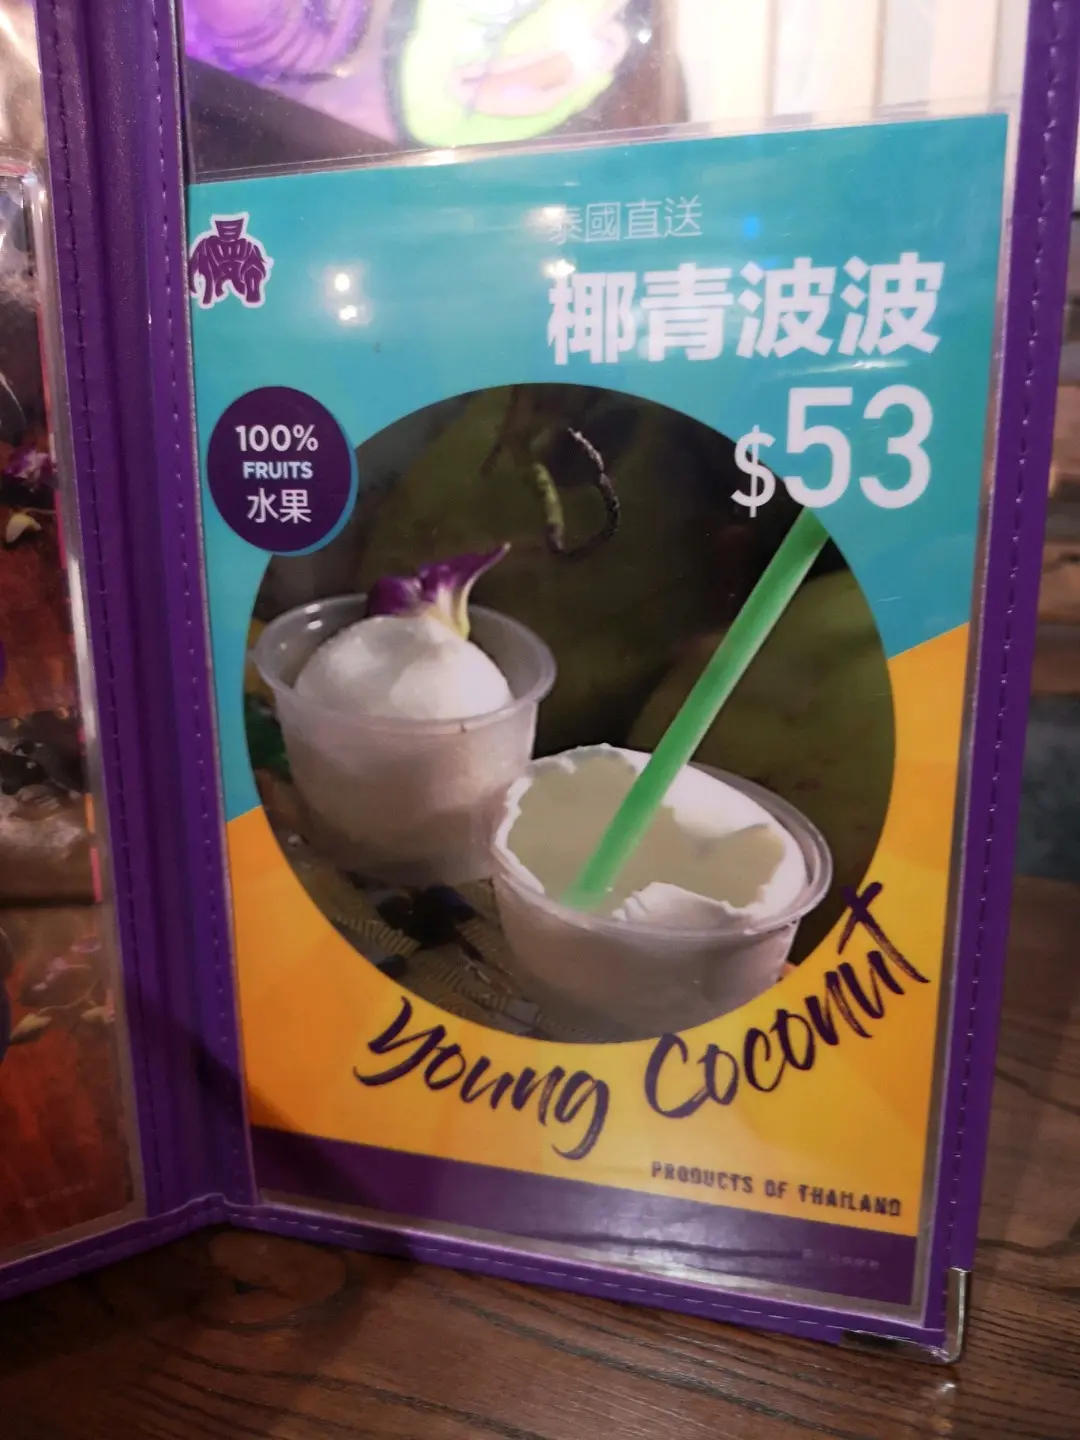 泰國直送
椰青波波
$53
100%
FRUITS
水果
Young Coconut
PRODUCTS OF THAILAND